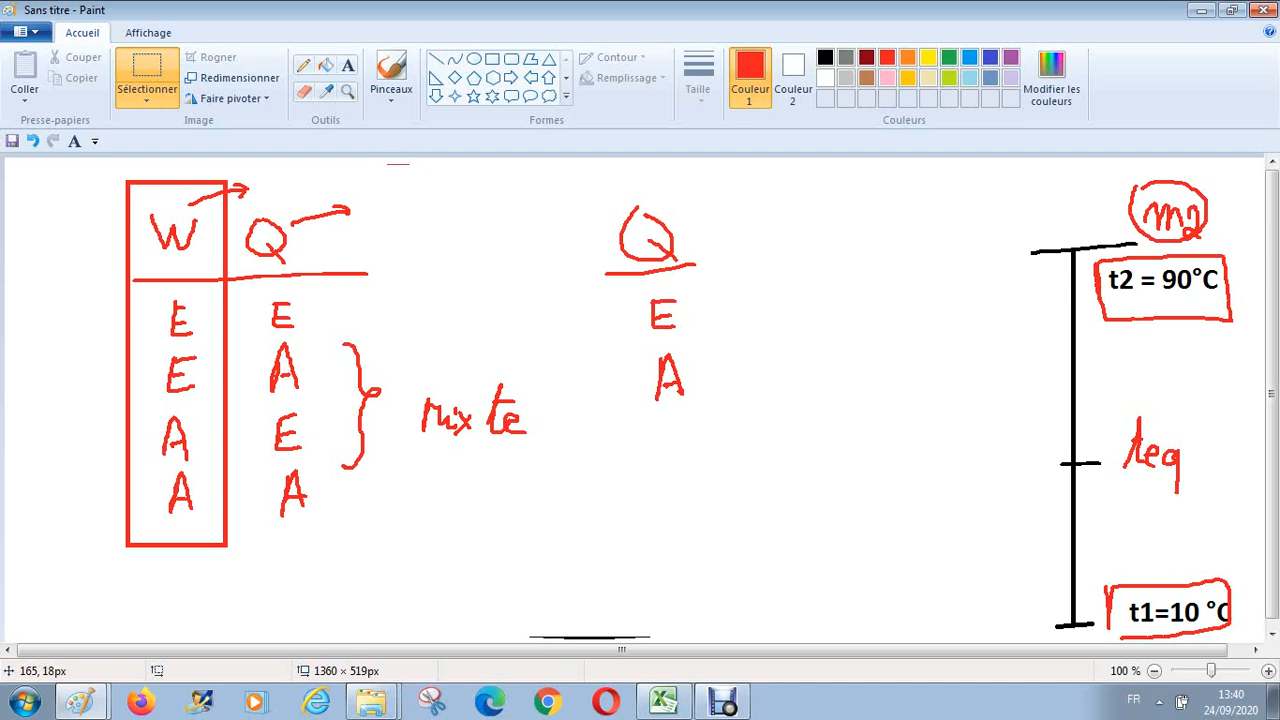 Sans titre - Paint
Accueil Affichage
Coller
Couper
Copier
Presse-papiers
Sélectionner
Rogner
Redimensionner
Faire pivoter
Image
Outils
Pinceaux
Contour
Remplissage
Formes
Taille
Couleur 1
Couleur 2
Modifier les couleurs
Couleurs
W Q
E E
E A
A E
A A
mixte
Q
E
A
m2
t2 = 90°C
teq
t1=10 °C
165, 18px
1360 × 519px
100 %
FR
13:40
24/09/2020